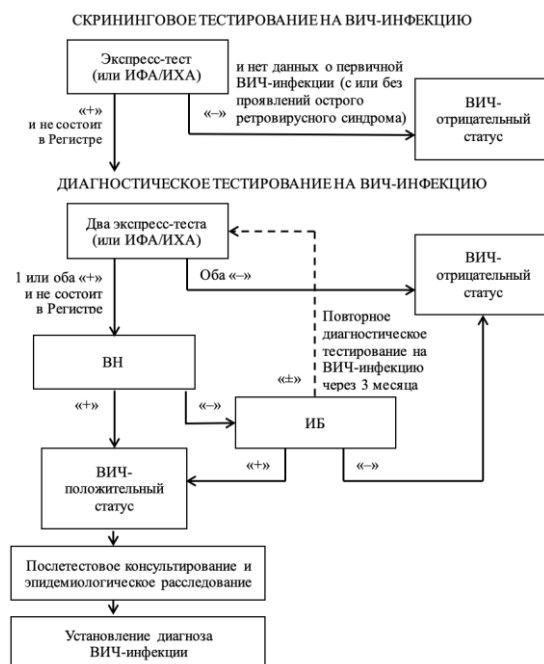 СКРИНИНГОВОЕ ТЕСТИРОВАНИЕ НА ВИЧ-ИНФЕКЦИЮ
Экспресс-тест
(или ИФА/ИХА)
и нет данных о первичной
ВИЧ-инфекции (с или без
проявлений острого
ретровирусного синдрома)
«+»
и не состоит
в Регистре
«–»
ВИЧ-
отрицательный
статус
ДИАГНОСТИЧЕСКОЕ ТЕСТИРОВАНИЕ НА ВИЧ-ИНФЕКЦИЮ
Два экспресс-теста
(или ИФА/ИХА)
1 или оба «+»
и не состоит
в Регистре
Оба «–»
ВИЧ-
отрицательный
статус
Повторное
диагностическое
тестирование на
ВИЧ-инфекцию
через 3 месяца
ВН
«±»
«+»
«–»
ИБ
«+»
«–»
ВИЧ-
положительный
статус
Послетестовое консультирование и
эпидемиологическое расследование
Установление диагноза
ВИЧ-инфекции